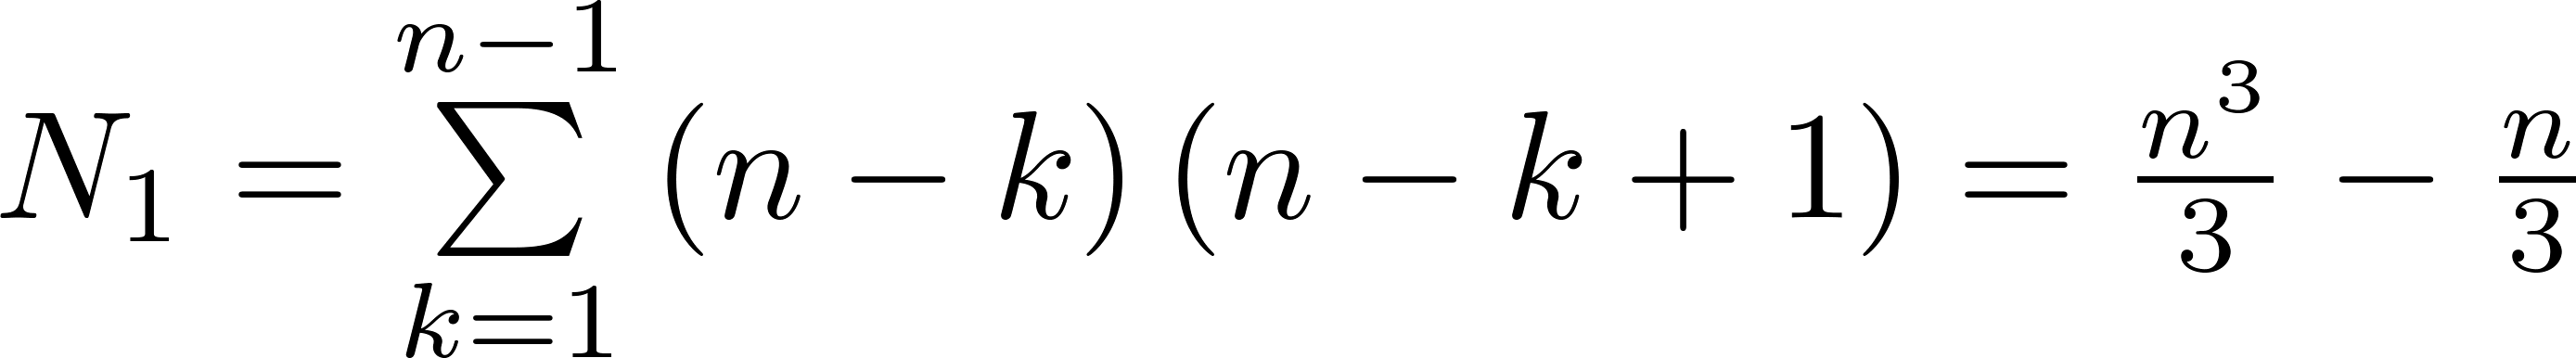 N_1 = \sum_{k=1}^{n-1} (n - k)(n - k + 1) = \frac{n^3}{3} - \frac{n}{3}